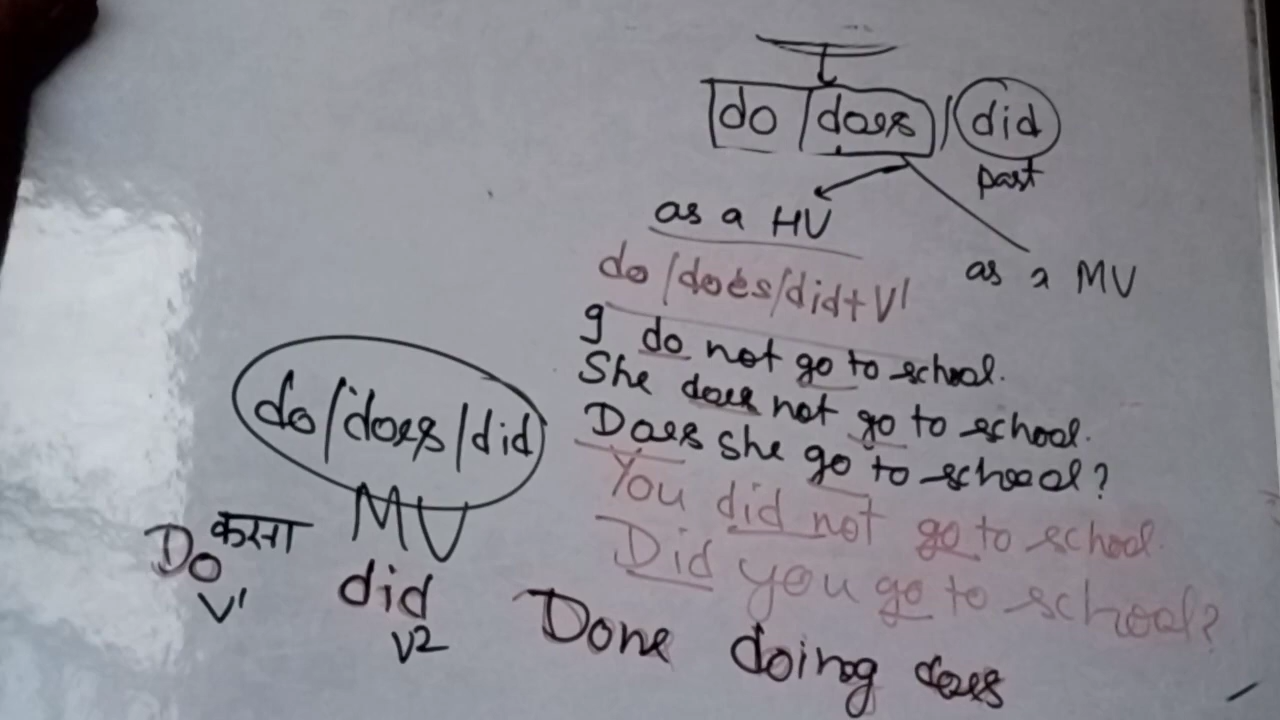 do / does / did
past
as a HV
as a MV
do/does/did+V1
I do not go to school.
She does not go to school.
Does she go to school?
You did not go to school.
Did you go to school?
do/does/did
MV
Do करना did Done doing does
V1 V2